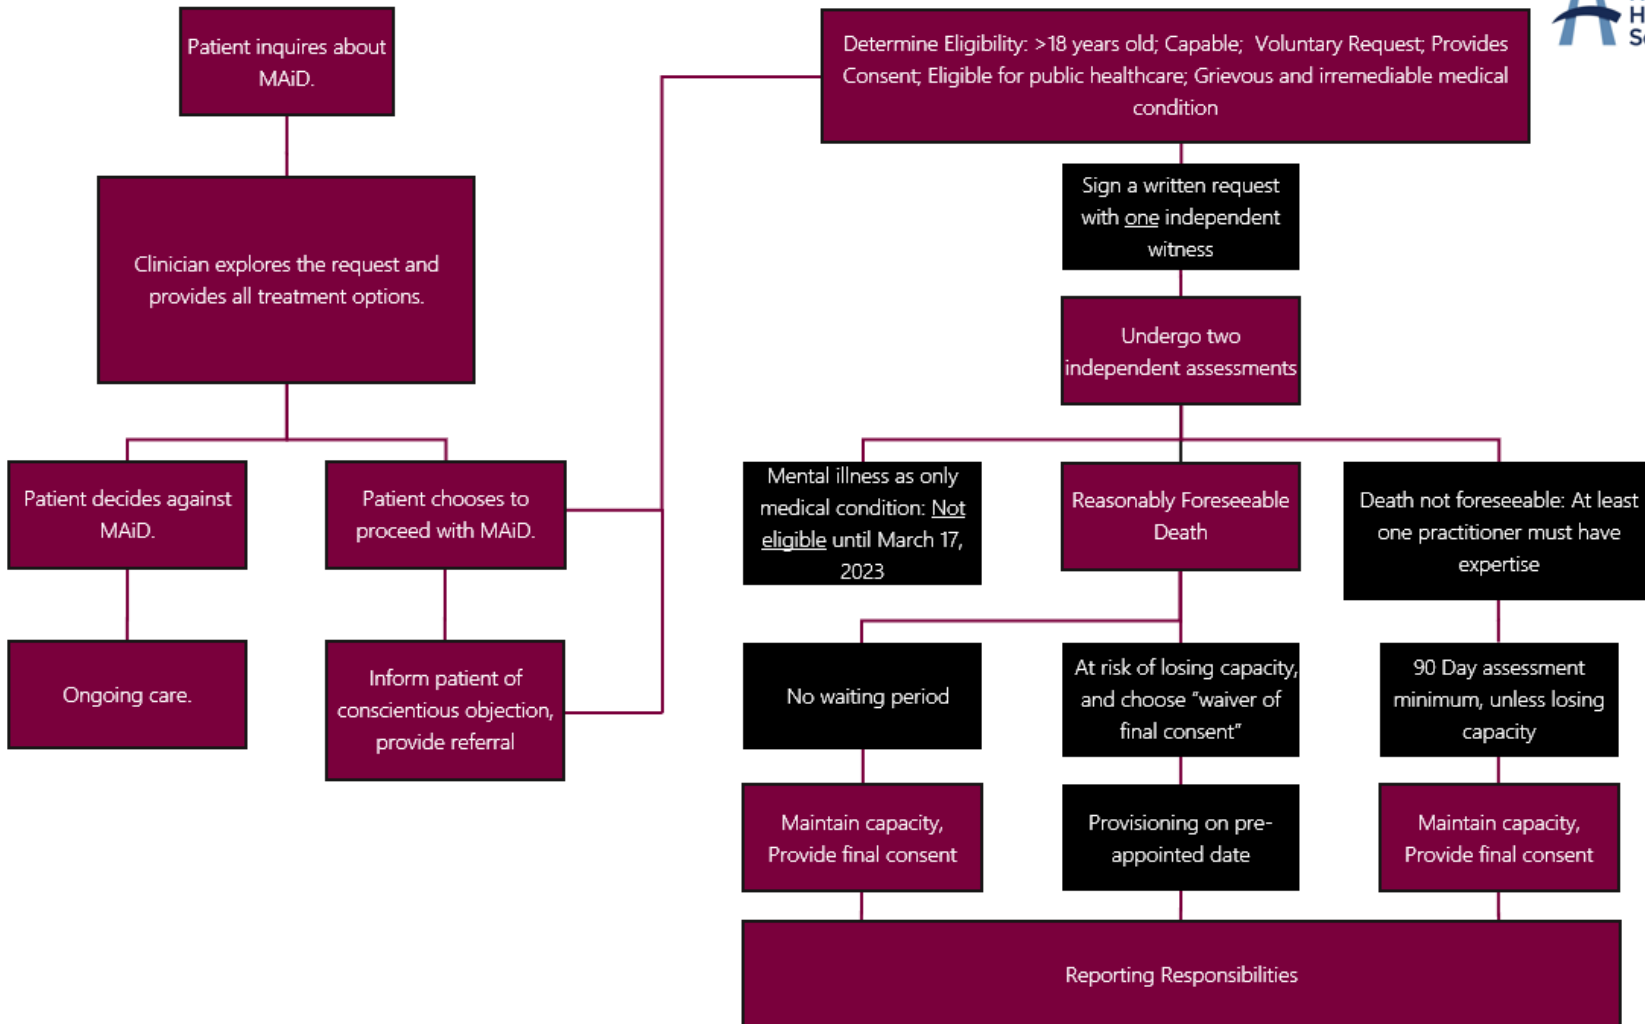 Patient inquires about
MAiD.
Clinician explores the request and
provides all treatment options.
Patient decides against
MAiD.
Patient chooses to
proceed with MAiD.
Ongoing care.
Inform patient of
conscientious objection,
provide referral
H
Se
Determine Eligibility: >18 years old; Capable; Voluntary Request; Provides
Consent; Eligible for public healthcare; Grievous and irremediable medical
condition
Sign a written request
with one independent
witness
Undergo two
independent assessments
Mental illness as only
medical condition: Not
eligible until March 17,
2023
Reasonably Foreseeable
Death
Death not foreseeable: At least
one practitioner must have
expertise
No waiting period
At risk of losing capacity,
and choose “waiver of
final consent”
90 Day assessment
minimum, unless losing
capacity
Maintain capacity,
Provide final consent
Provisioning on pre-
appointed date
Maintain capacity,
Provide final consent
Reporting Responsibilities